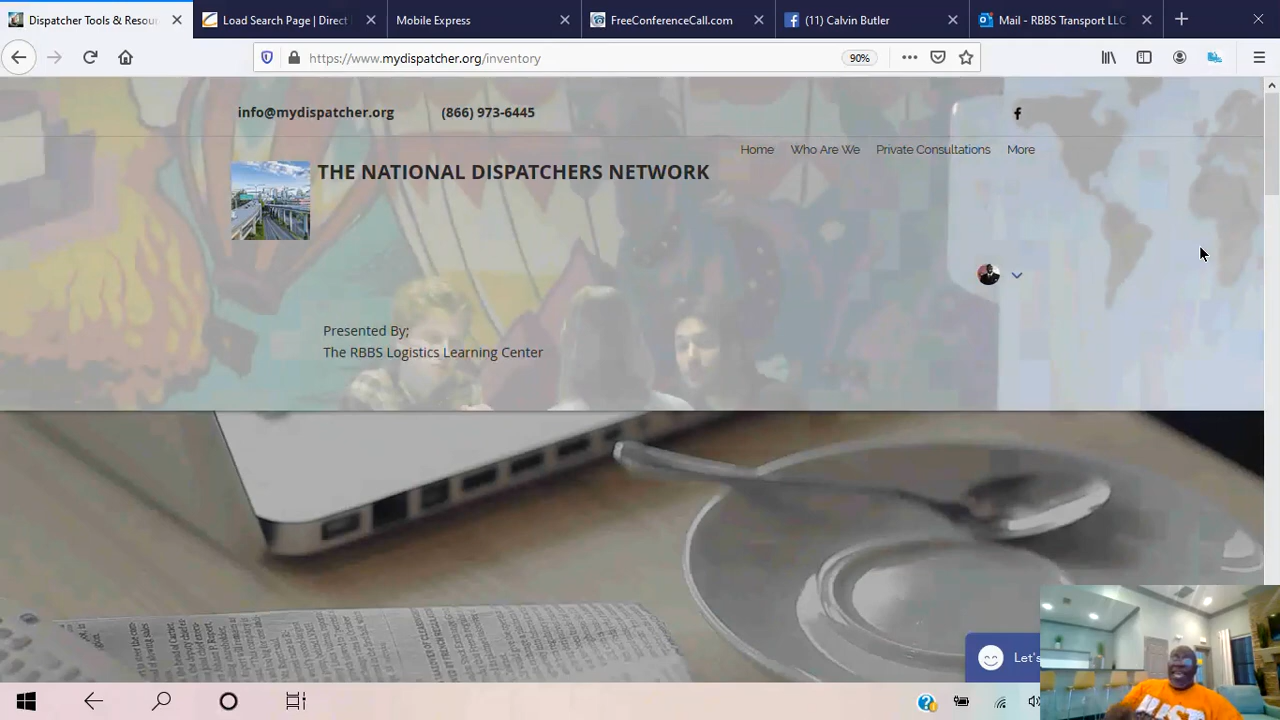 Dispatcher Tools & Resou
Load Search Page | Direct
Mobile Express
FreeConferenceCall.com
(11) Calvin Butler
Mail - RBBS Transport LLC
https://www.mydispatcher.org/inventory
90%
info@mydispatcher.org (866) 973-6445
Home Who Are We Private Consultations More
THE NATIONAL DISPATCHERS NETWORK
Presented By;
The RBBS Logistics Learning Center
Let's